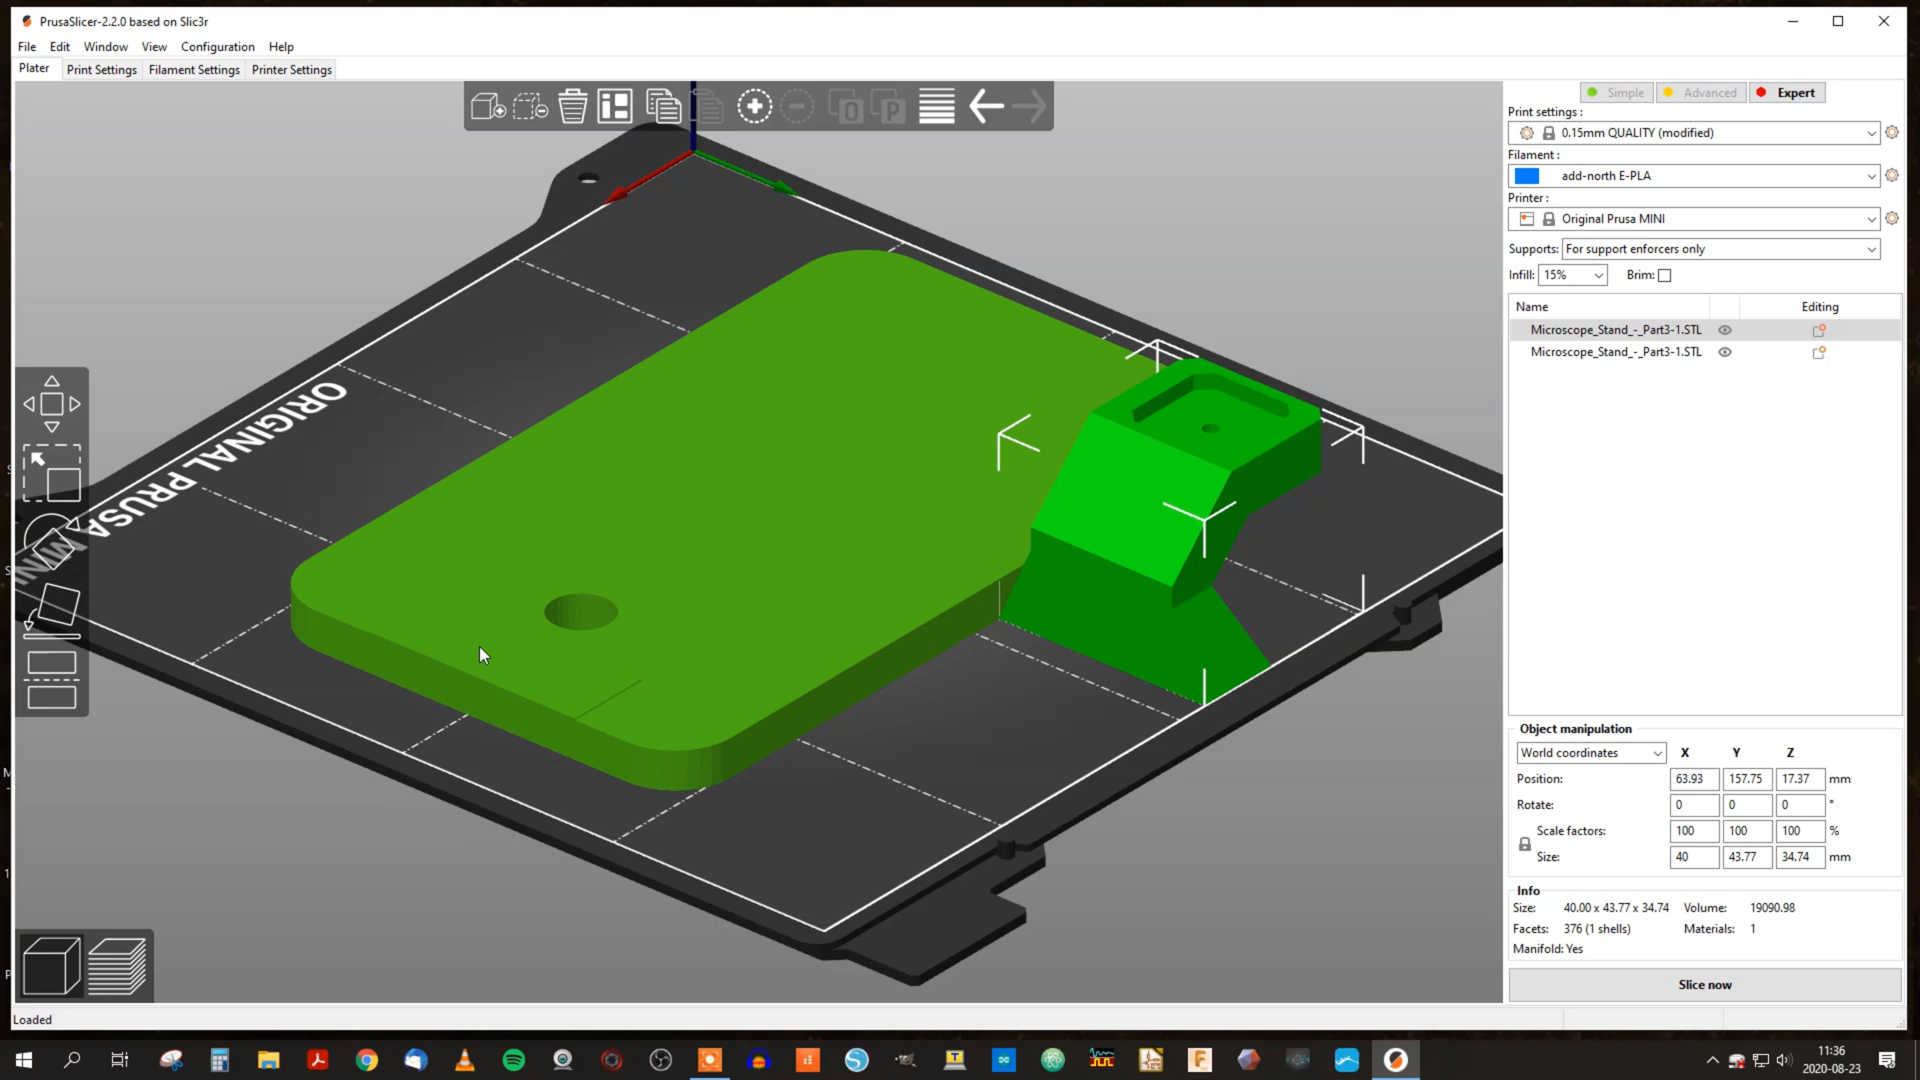 PrusaSlicer-2.2.0 based on Slic3r
File Edit Window View Configuration Help
Plater Print Settings Filament Settings Printer Settings
Simple Advanced Expert
Print settings :
0.15mm QUALITY (modified)
Filament :
add-north E-PLA
Printer :
Original Prusa MINI
Supports: For support enforcers only
Infill: 15% Brim:
Name Editing
Microscope_Stand_-_Part3-1.STL
Microscope_Stand_-_Part3-1.STL
ORIGINAL PRUSA MINI
Object manipulation
World coordinates X Y Z
Position: 63.93 157.75 17.37 mm
Rotate: 0 0 0 °
Scale factors: 100 100 100 %
Size: 40 43.77 34.74 mm
Info
Size: 40.00 x 43.77 x 34.74 Volume: 19090.98
Facets: 376 (1 shells) Materials: 1
Manifold: Yes
Slice now
Loaded
11:36
2020-08-23